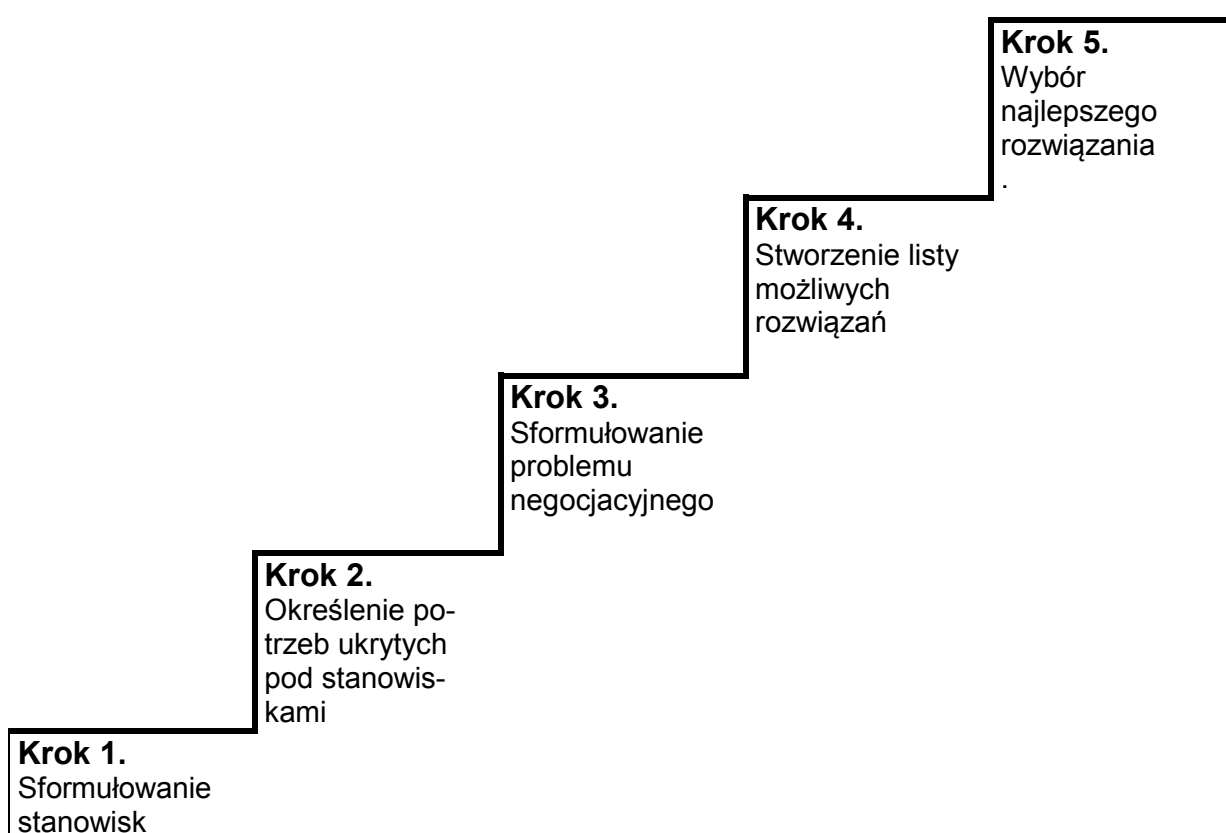 Krok 5.
Wybór
najlepszego
rozwiązania
.
Krok 4.
Stworzenie listy
możliwych
rozwiązań
Krok 3.
Sformułowanie
problemu
negocjacyjnego
Krok 2.
Określenie po-
trzeb ukrytych
pod stanowis-
kami
Krok 1.
Sformułowanie
stanowisk